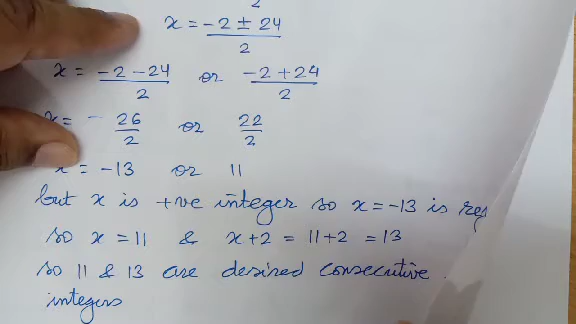 2
x = -2 ± 24 / 2
x = -2 - 24 / 2 or -2 + 24 / 2
x = - 26 / 2 or 22 / 2
x = -13 or 11
but x is +ve integer so x = -13 is
so x = 11 & x+2 = 11+2 = 13
so 11 & 13 are desired consecutive
integers